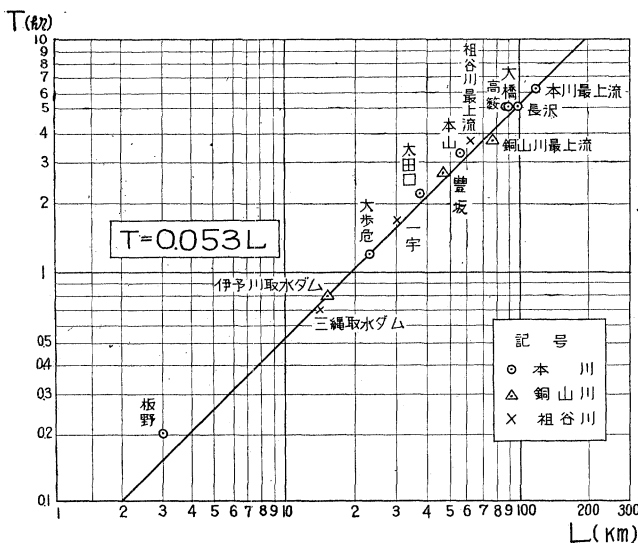 T(hr)
10
9
8
7
6
5
4
3
2
1
0.5
0.4
0.3
0.2
0.1
1 2 3 4 5 6 7 8 9 10 2 3 4 5 6 7 8 9 100 200 300
L(Km)
T=0.053L
板野
三縄取水ダム
伊予川取水ダム
大歩危
一宇
太田口
豊坂
本山
祖谷川最上流
銅山川最上流
高籔
大橋
長沢
本川最上流
記号
本川
銅山川
祖谷川